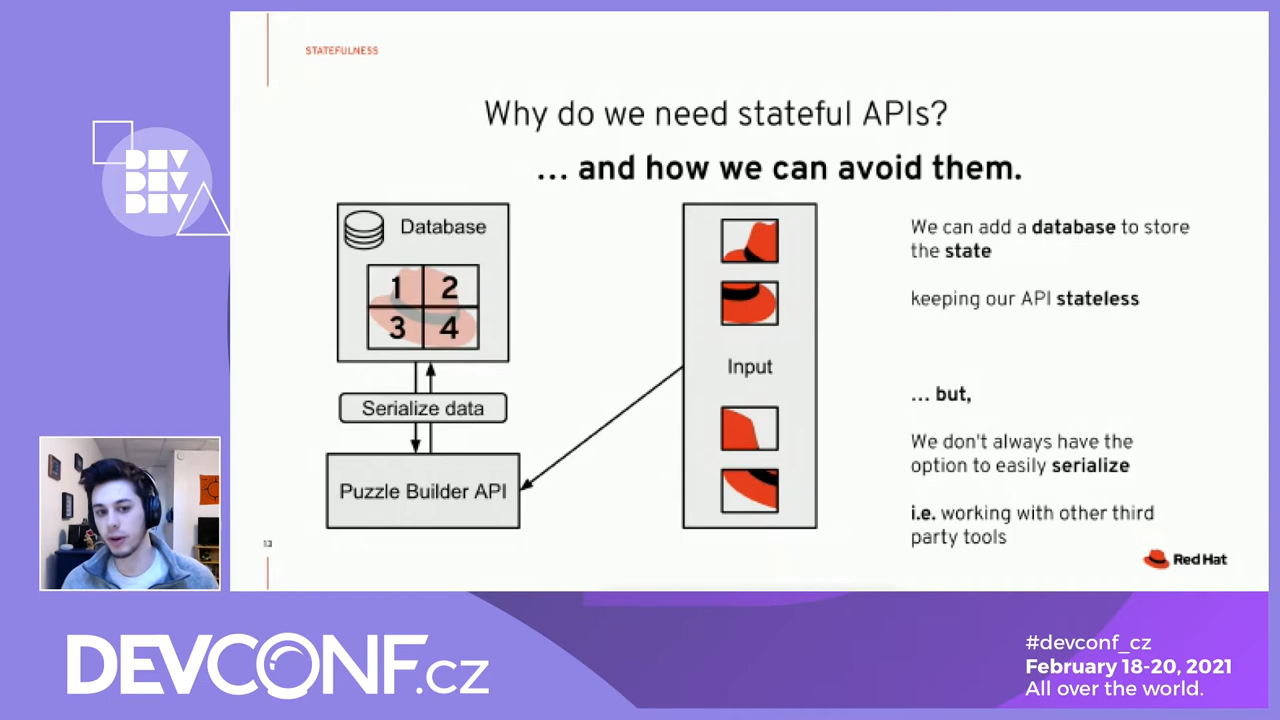 STATEFULNESS
Why do we need stateful APIs?
... and how we can avoid them.
DEV
DEV
DEV
Database
1 2
3 4
Serialize data
Puzzle Builder API
Input
We can add a database to store
the state
keeping our API stateless
... but,
We don't always have the
option to easily serialize
i.e. working with other third
party tools
13
Red Hat
DEVCONF.cz
#devconf_cz
February 18-20, 2021
All over the world.